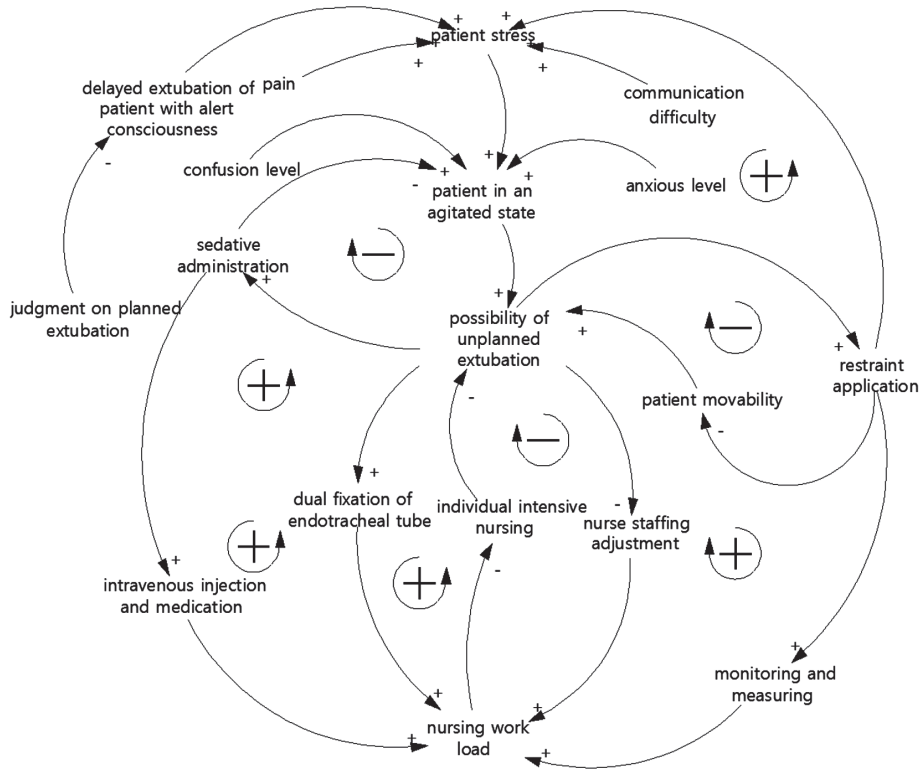 patient stress
delayed extubation of
patient with alert
consciousness
pain
communication
difficulty
confusion level
anxious level
patient in an
agitated state
sedative
administration
judgment on planned
extubation
possibility of
unplanned
extubation
restraint
application
patient movability
dual fixation of
endotracheal tube
individual intensive
nursing
nurse staffing
adjustment
intravenous injection
and medication
monitoring and
measuring
nursing work
load